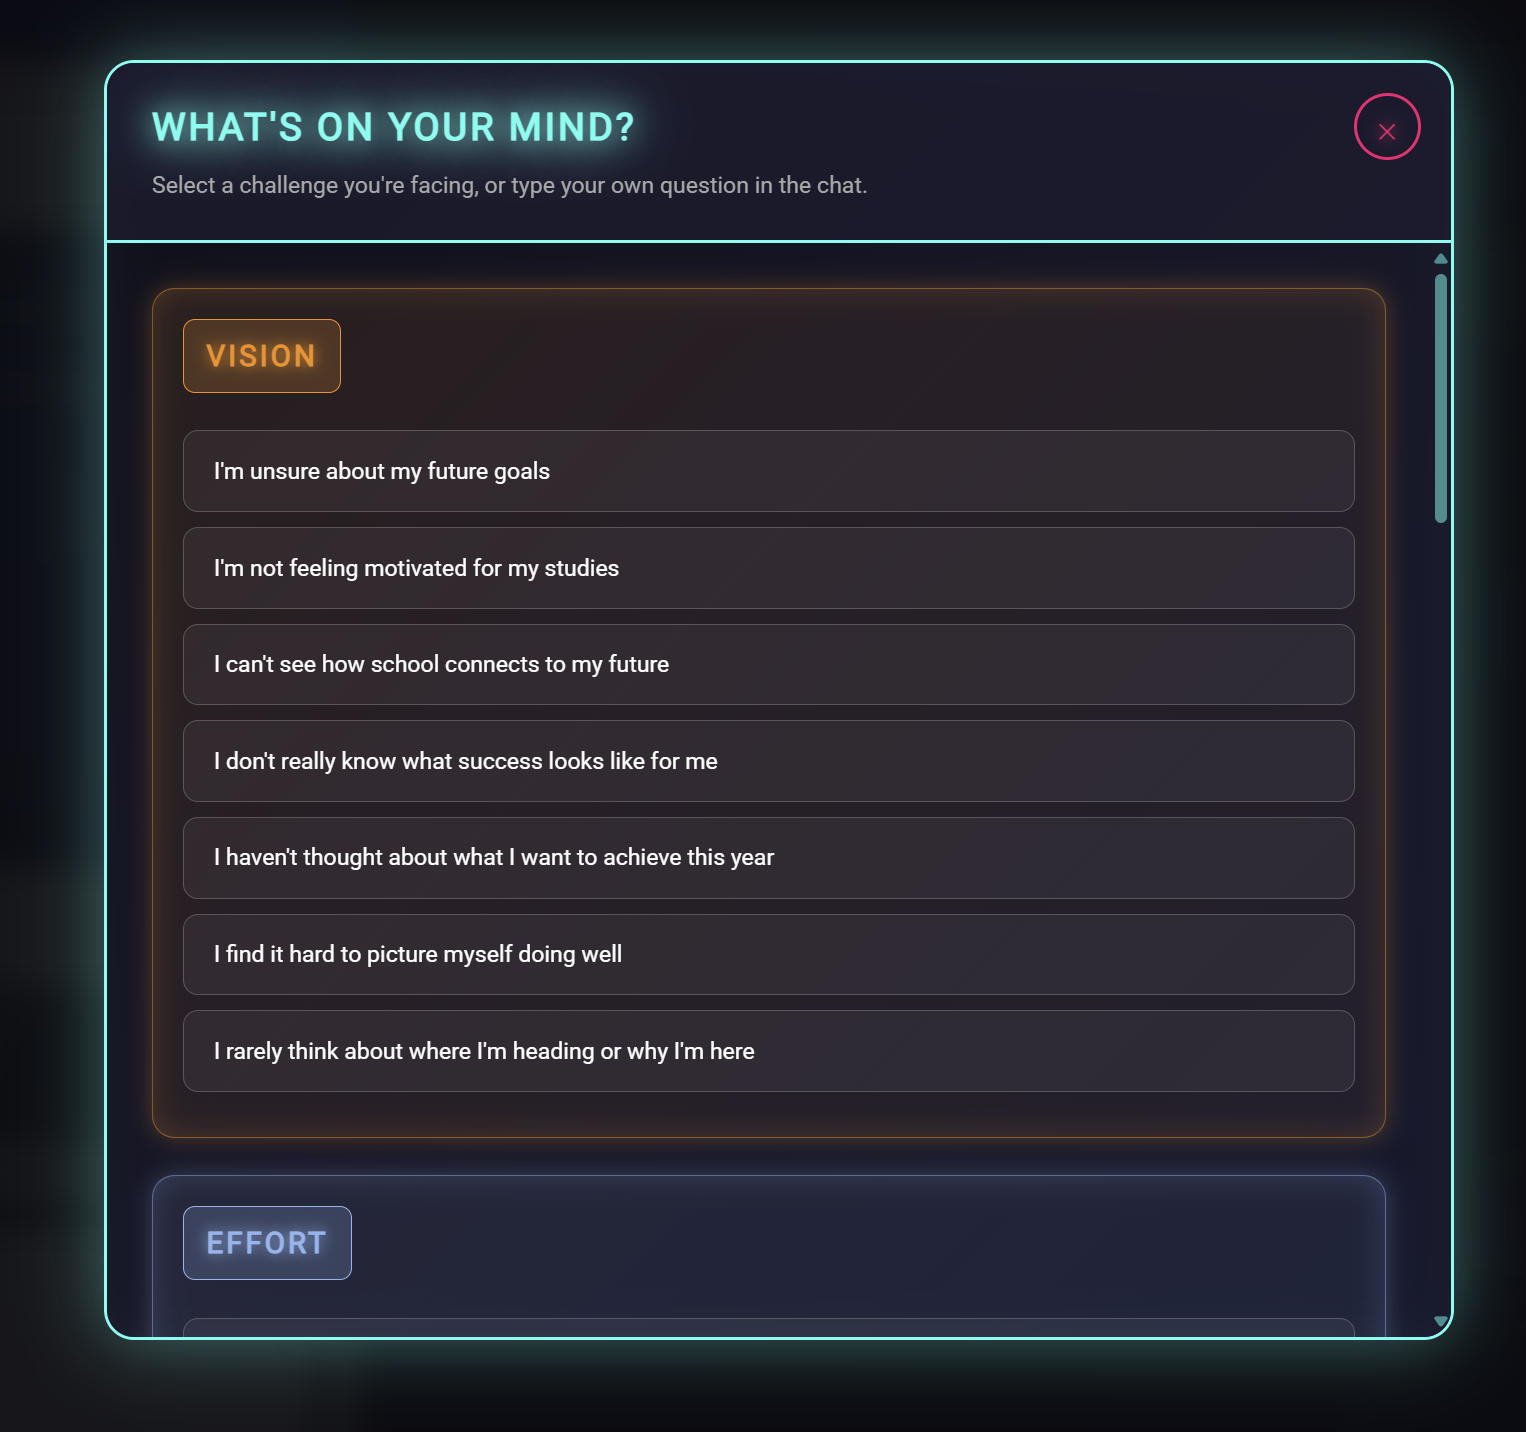 WHAT'S ON YOUR MIND?
Select a challenge you're facing, or type your own question in the chat.
VISION
I'm unsure about my future goals
I'm not feeling motivated for my studies
I can't see how school connects to my future
I don't really know what success looks like for me
I haven't thought about what I want to achieve this year
I find it hard to picture myself doing well
I rarely think about where I'm heading or why I'm here
EFFORT